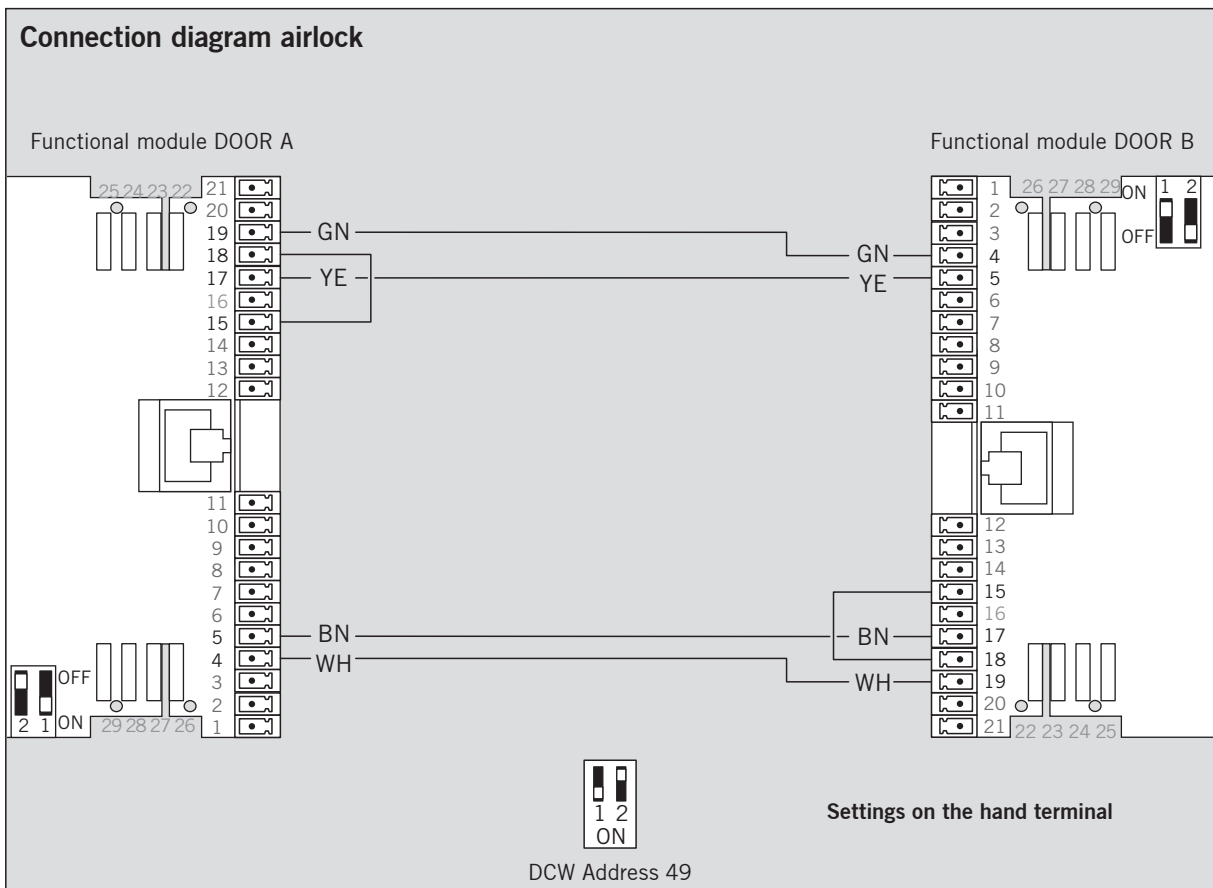 Connection diagram airlock
Functional module DOOR A
Functional module DOOR B
25 24 23 22
21
20
19
18
17
16
15
14
13
12
11
10
9
8
7
6
5
4
3
2
1
OFF
ON
2 1
29 28 27 26
GN
YE
BN
WH
GN
YE
BN
WH
1
2
3
4
5
6
7
8
9
10
11
12
13
14
15
16
17
18
19
20
21
26 27 28 29
ON
OFF
1 2
22 23 24 25
1 2
ON
DCW Address 49
Settings on the hand terminal